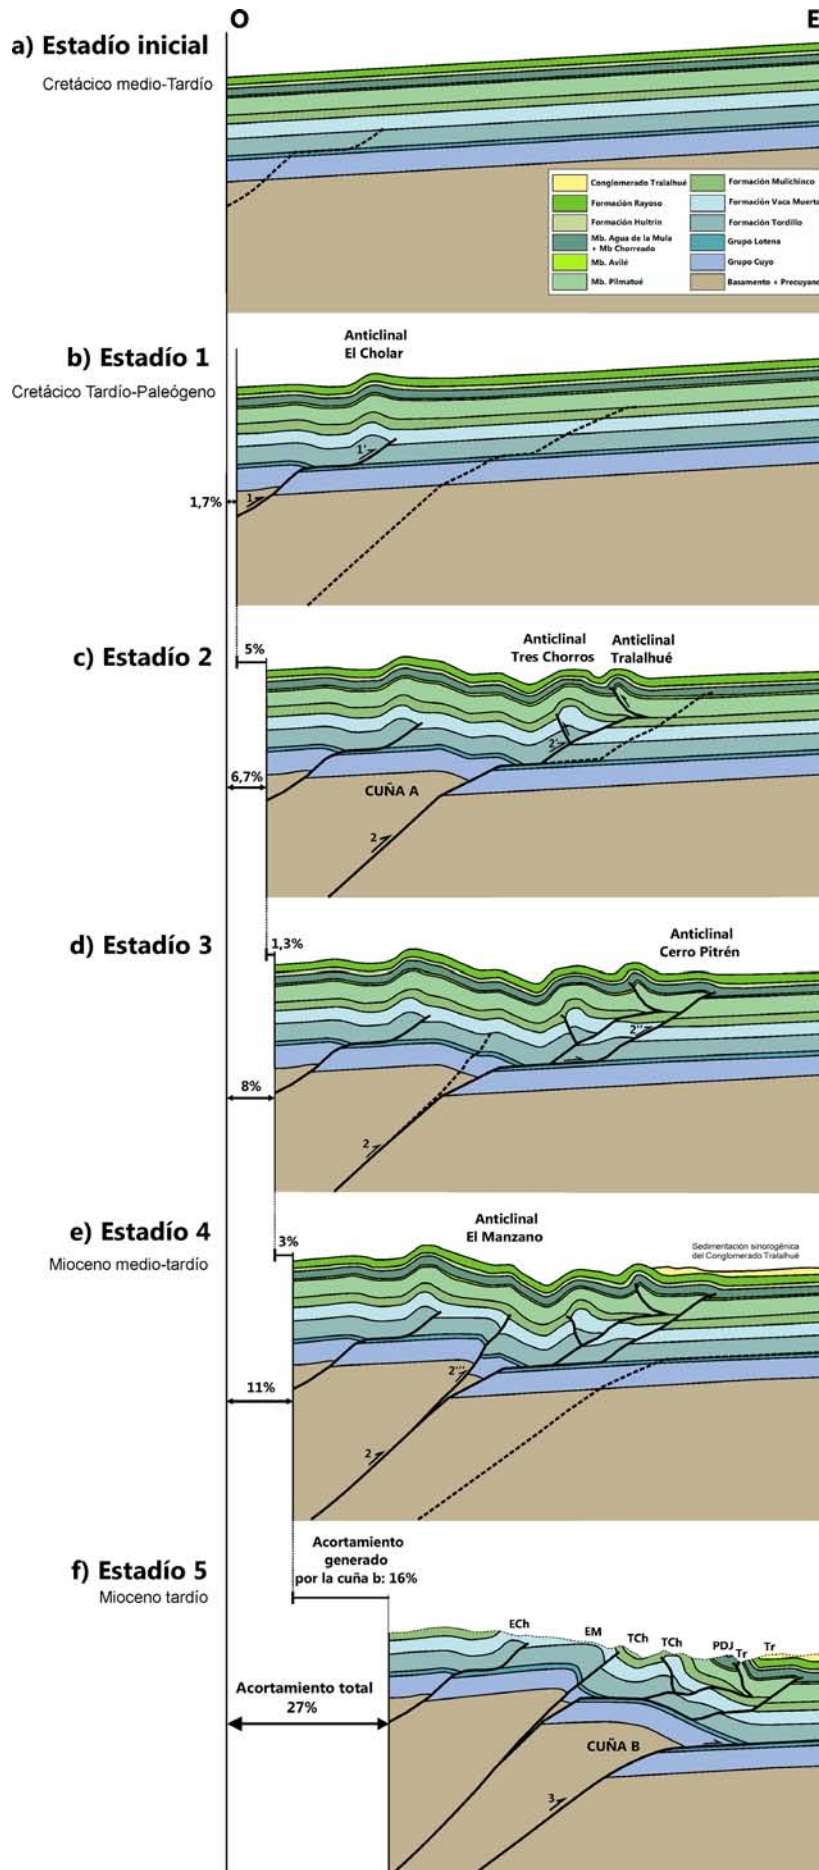 O
E
a) Estadío inicial
Cretácico medio-Tardío
Conglomerado Tralalhué
Formación Rayoso
Formación Huitrin
Mb. Agua de la Mula
+ Mb Chorreado
Mb. Avilé
Mb. Pilmatué
Formación Mulichinco
Formación Vaca Muerta
Formación Tordillo
Grupo Lotena
Grupo Cuyo
Basamento + Precuyano
b) Estadío 1
Cretácico Tardío-Paleógeno
Anticlinal
El Cholar
1'
1
1,7%
c) Estadío 2
5%
Anticlinal
Tres Chorros
Anticlinal
Tralalhué
2'
6,7%
CUÑA A
2
d) Estadío 3
1,3%
Anticlinal
Cerro Pitrén
2''
8%
2
e) Estadío 4
Mioceno medio-tardío
3%
Anticlinal
El Manzano
Sedimentación sinorogénica
del Conglomerado Tralalhué
2'''
11%
2
f) Estadío 5
Mioceno tardío
Acortamiento
generado
por la cuña b: 16%
ECh
EM
TCh
TCh
PDJ
Tr
Tr
Acortamiento total
27%
CUÑA B
3